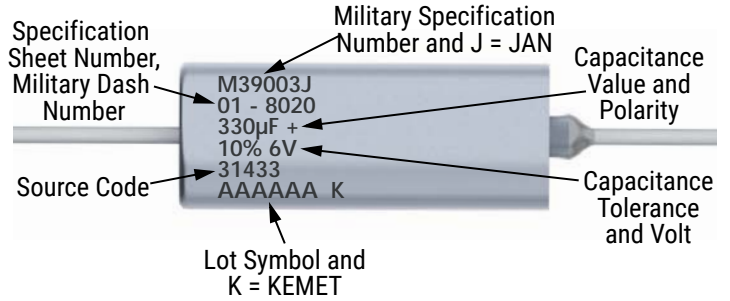 Specification
Sheet Number,
Military Dash
Number
Military Specification
Number and J = JAN
Capacitance
Value and
Polarity
M39003J
01 - 8020
330µF +
10% 6V
31433
AAAAAA K
Source Code
Capacitance
Tolerance
and Volt
Lot Symbol and
K = KEMET